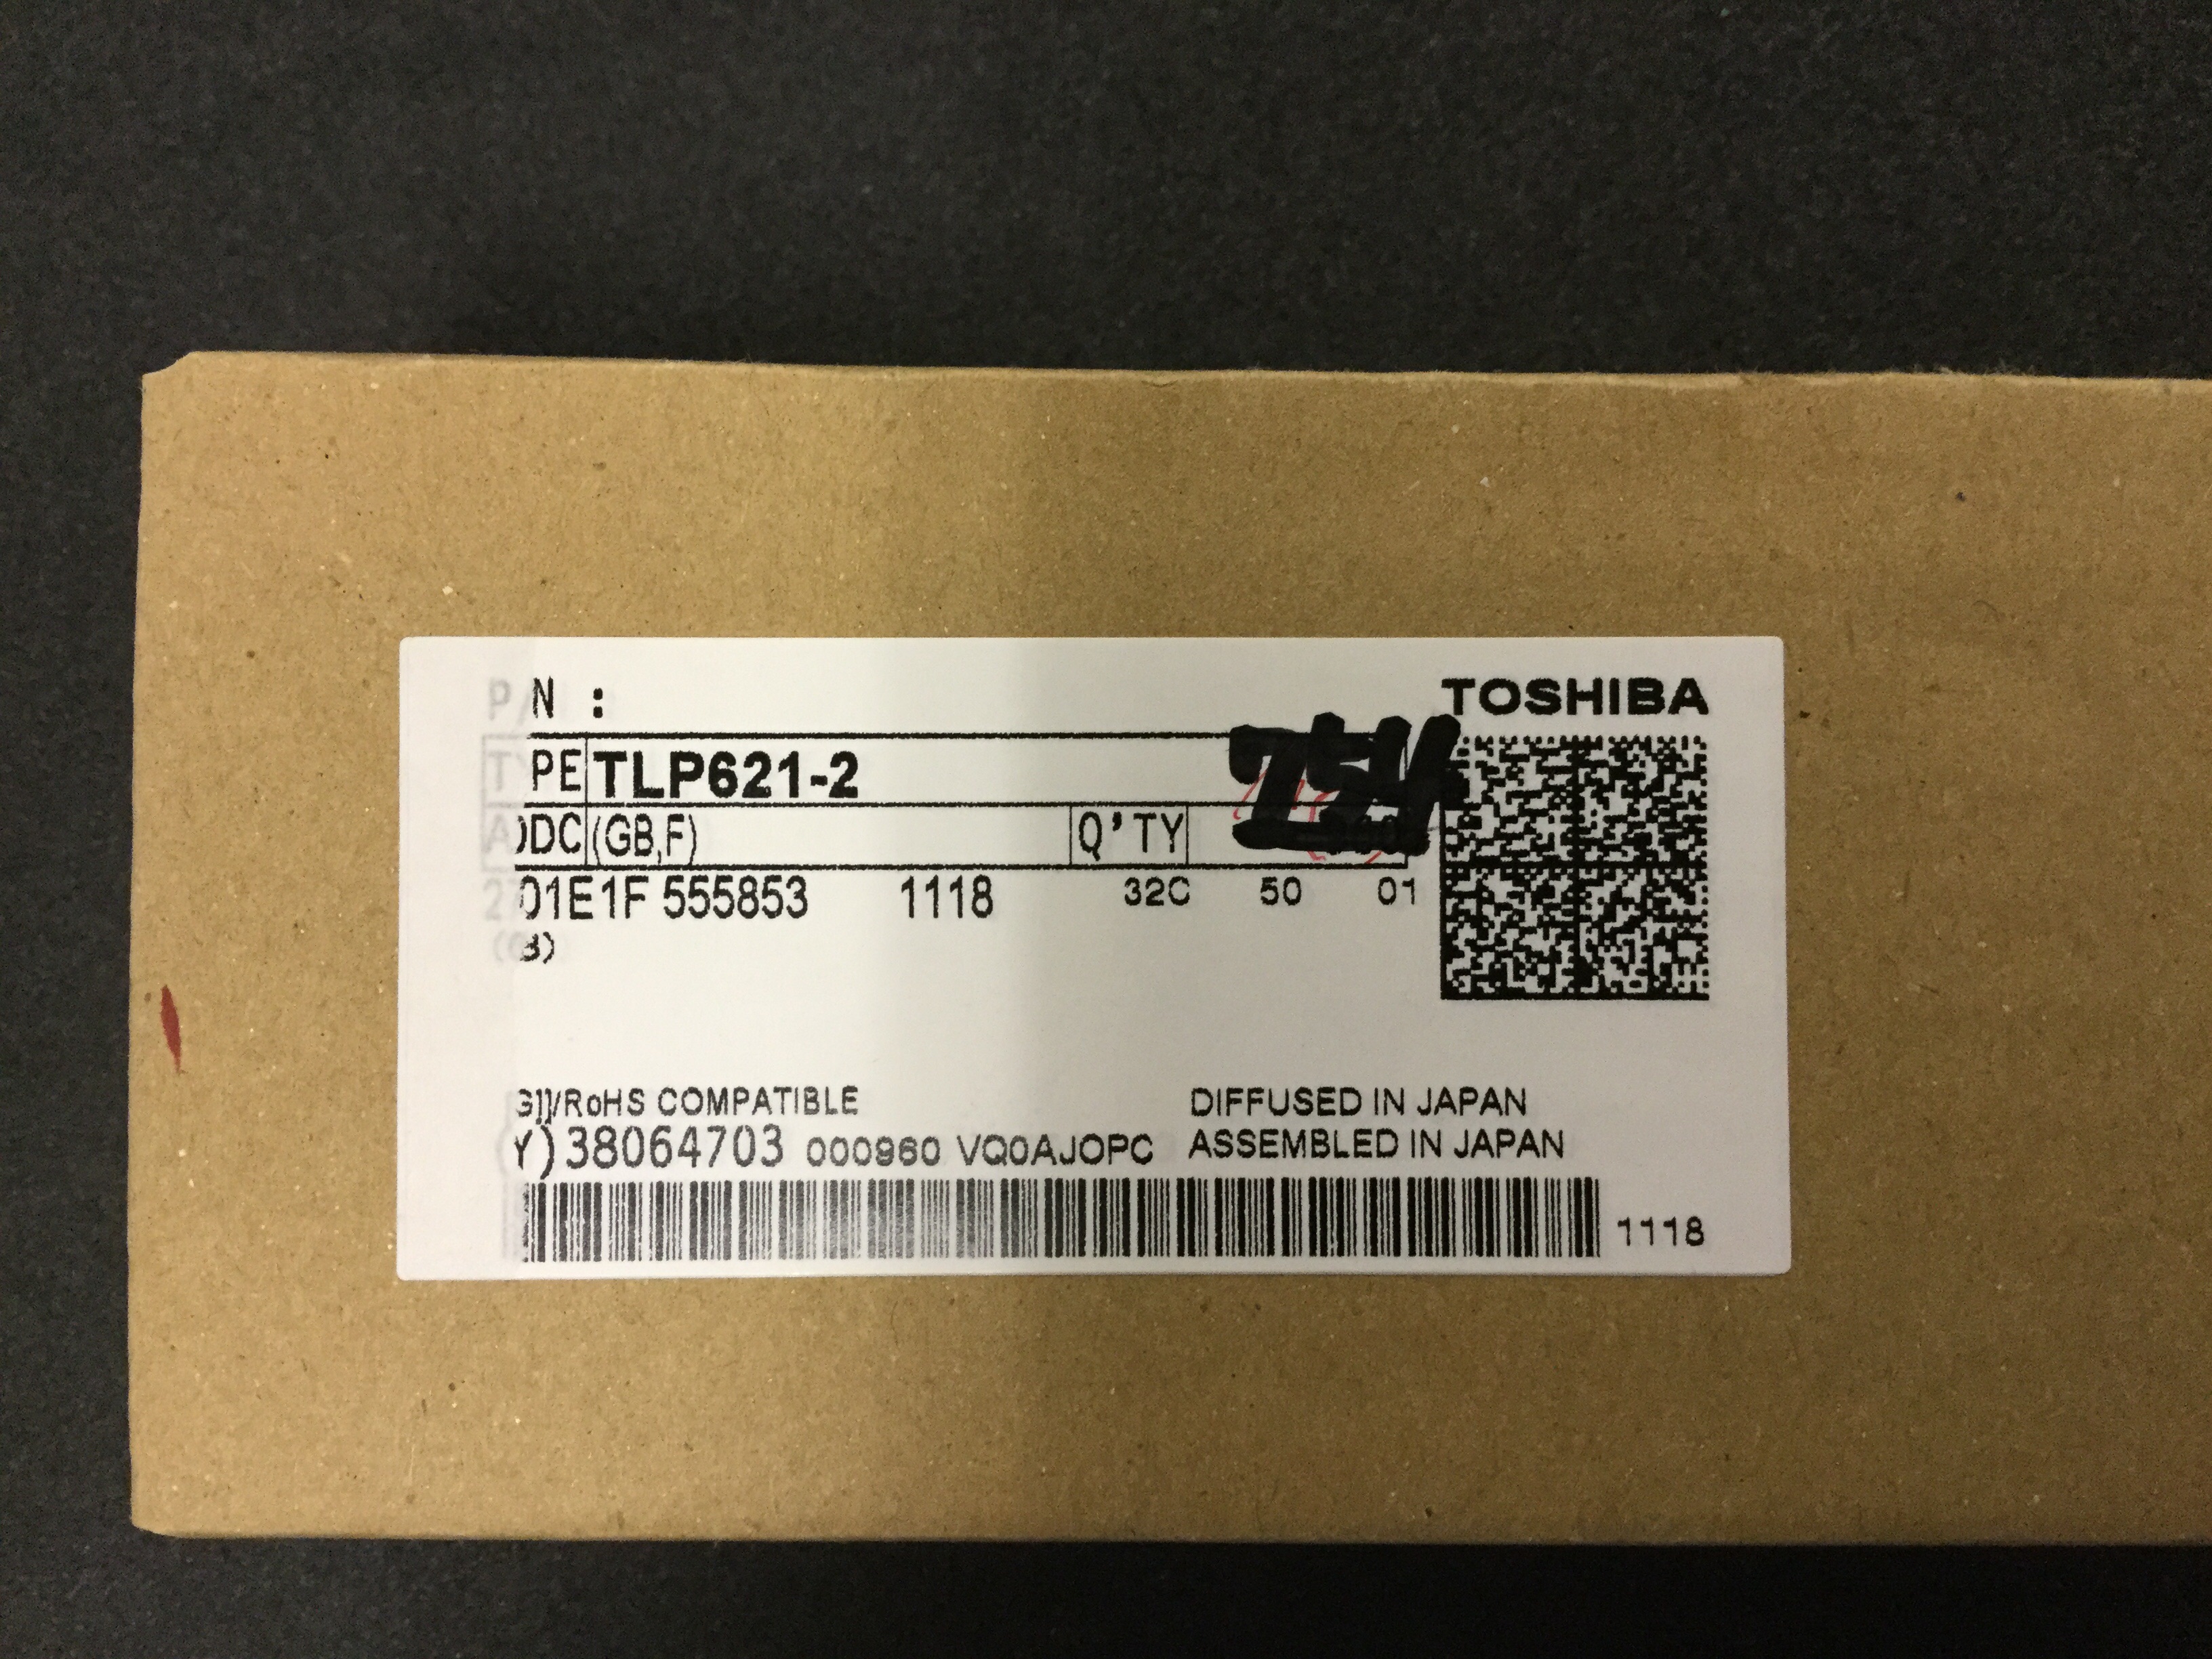 P/N :
TOSHIBA
TYPE TLP621-2
(GB,F) Q'TY
01E1F 555853 1118 32C 50 01
G]]/RoHS COMPATIBLE
DIFFUSED IN JAPAN
Y)38064703 000960 VQ0AJOPC
ASSEMBLED IN JAPAN
1118